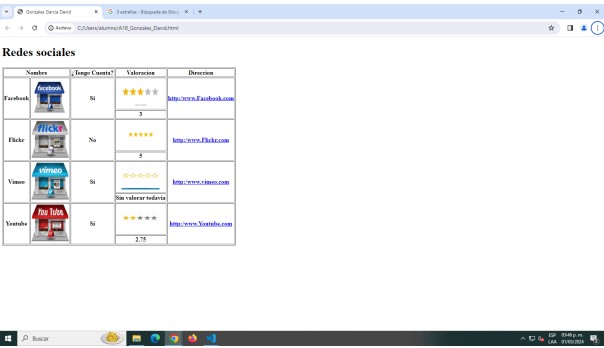 Gonzales Garcia David
3 estrellas - Búsqueda de Goog
Archivo C:/Users/alumno/A18_Gonzales_David.html
Redes sociales
Nombre ¿Tengo Cuenta? Valoracion Direccion
Facebook facebook Si http:/www.Facebook.com
3
Flickr flickr No http:/www.Flickr.com
5
Vimeo vimeo Si http:/www.vimeo.com
Sin valorar todavia
Youtube You Tube Si http:/www.Youtube.com
2.75
Buscar
ESP 03:46 p. m.
LAA 01/03/2024